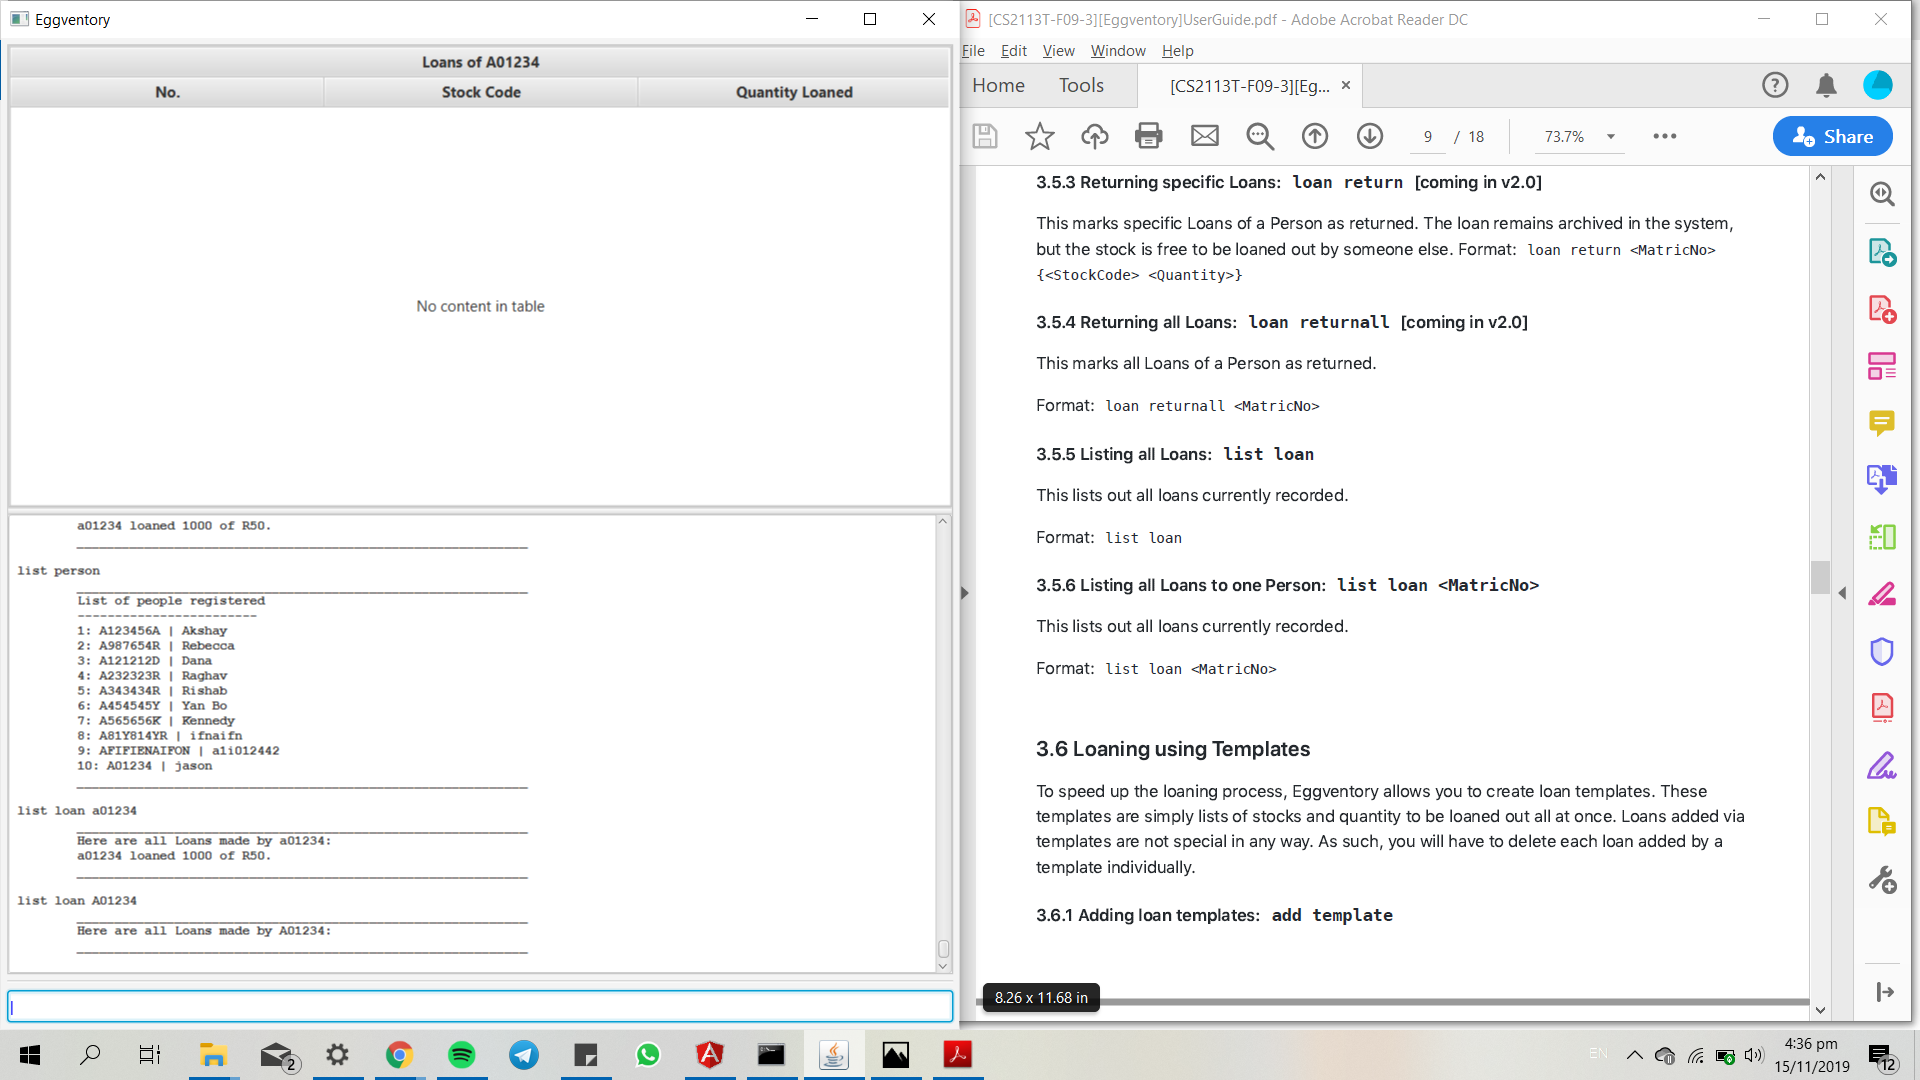 Eggventory
Loans of A01234
No. Stock Code Quantity Loaned
No content in table
a01234 loaned 1000 of R50.
list person
List of people registered
------------------------
1: A123456A | Akshay
2: A987654R | Rebecca
3: A121212D | Dana
4: A232323R | Raghav
5: A343434R | Rishab
6: A454545Y | Yan Bo
7: A565656K | Kennedy
8: A81Y814YR | ifnaifn
9: AFIFIENAIFON | a1i012442
10: A01234 | jason
list loan a01234
Here are all Loans made by a01234:
a01234 loaned 1000 of R50.
list loan A01234
Here are all Loans made by A01234:
[CS2113T-F09-3][Eggventory]UserGuide.pdf - Adobe Acrobat Reader DC
File Edit View Window Help
Home Tools [CS2113T-F09-3][Eg... ×
9 / 18 73.7% Share
3.5.3 Returning specific Loans: loan return [coming in v2.0]
This marks specific Loans of a Person as returned. The loan remains archived in the system,
but the stock is free to be loaned out by someone else. Format: loan return <MatricNo>
{<StockCode> <Quantity>}
3.5.4 Returning all Loans: loan returnall [coming in v2.0]
This marks all Loans of a Person as returned.
Format: loan returnall <MatricNo>
3.5.5 Listing all Loans: list loan
This lists out all loans currently recorded.
Format: list loan
3.5.6 Listing all Loans to one Person: list loan <MatricNo>
This lists out all loans currently recorded.
Format: list loan <MatricNo>
3.6 Loaning using Templates
To speed up the loaning process, Eggventory allows you to create loan templates. These
templates are simply lists of stocks and quantity to be loaned out all at once. Loans added via
templates are not special in any way. As such, you will have to delete each loan added by a
template individually.
3.6.1 Adding loan templates: add template
8.26 x 11.68 in
2
EN
4:36 pm
15/11/2019
12